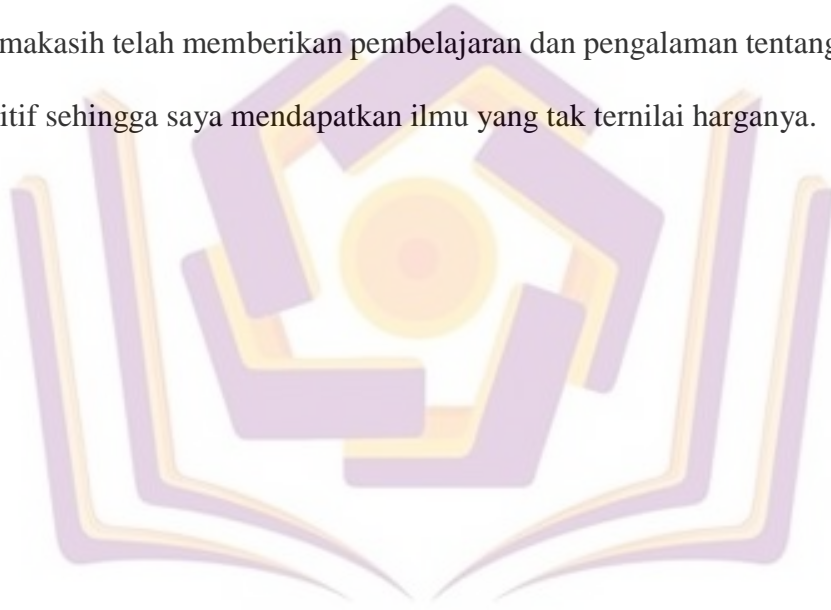 makasih telah memberikan pembelajaran dan pengalaman tentang
itif sehingga saya mendapatkan ilmu yang tak ternilai harganya.